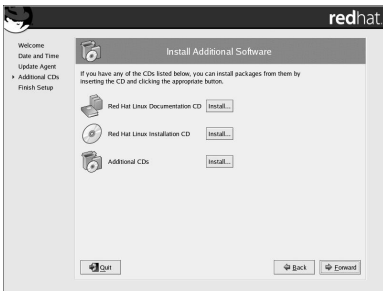 redhat.
Welcome
Date and Time
Update Agent
Additional CDs
Finish Setup
Install Additional Software
If you have any of the CDs listed below, you can install packages from them by
inserting the CD and clicking the appropriate button.
Red Hat Linux Documentation CD Install...
Red Hat Linux Installation CD Install...
Additional CDs Install...
Quit Back Forward